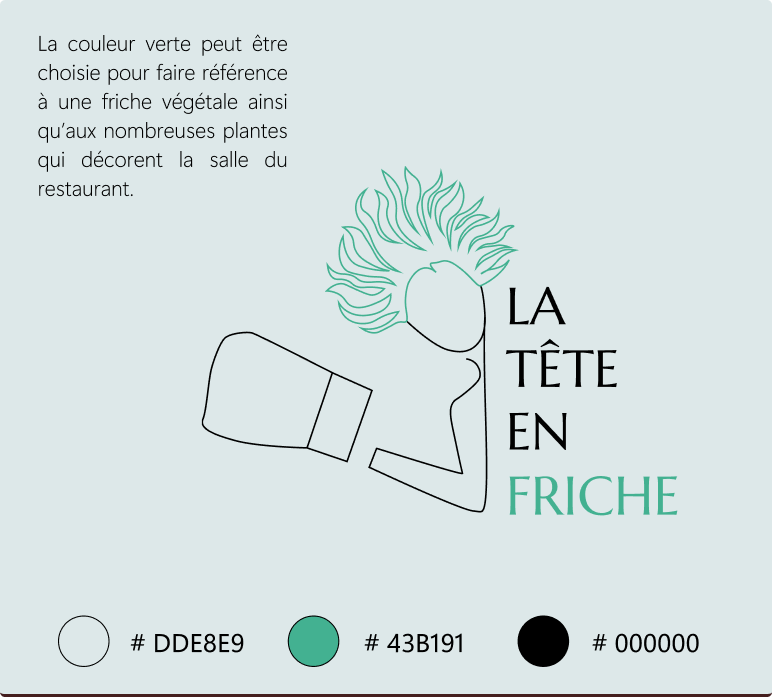 La couleur verte peut être
choisie pour faire référence
à une friche végétale ainsi
qu'aux nombreuses plantes
qui décorent la salle du
restaurant.
LA
TÊTE
EN
FRICHE
# DDE8E9
# 43B191
# 000000